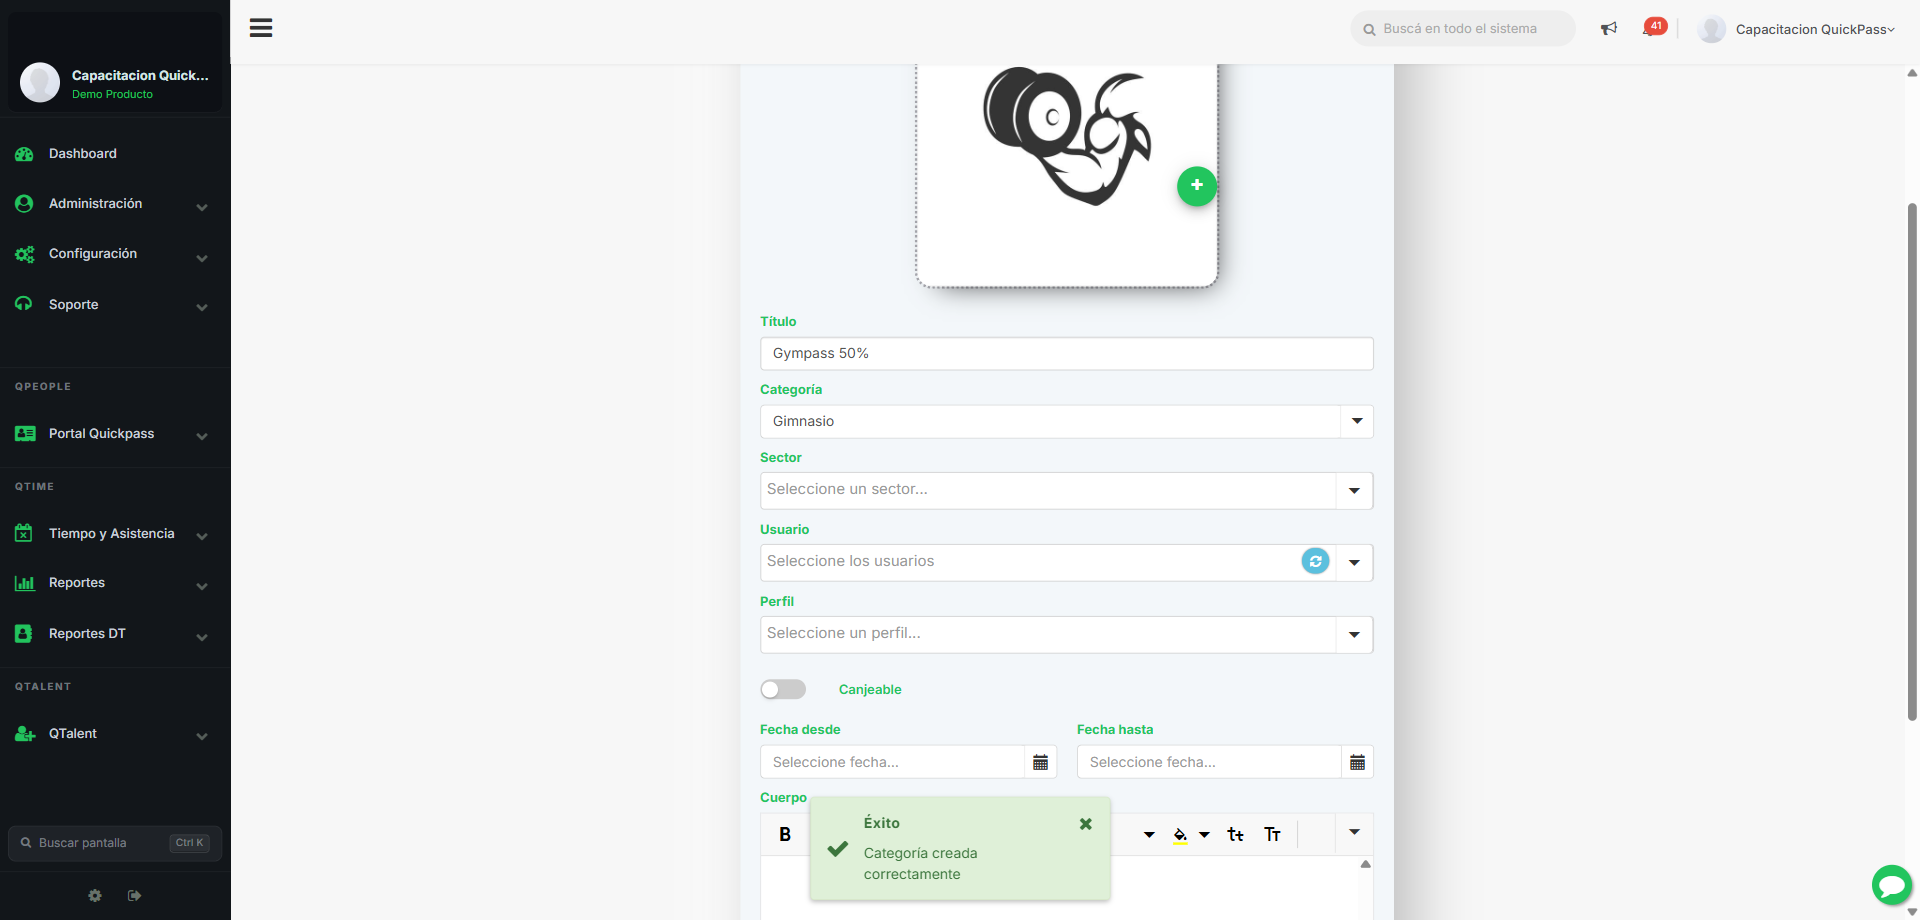 Capacitacion Quick...
Demo Producto
Dashboard
Administración
Configuración
Soporte
QPEOPLE
Portal Quickpass
QTIME
Tiempo y Asistencia
Reportes
Reportes DT
QTALENT
QTalent
Buscar pantalla
Ctrl K
Buscá en todo el sistema
41
Capacitacion QuickPass
Título
Gympass 50%
Categoría
Gimnasio
Sector
Seleccione un sector...
Usuario
Seleccione los usuarios
Perfil
Seleccione un perfil...
Canjeable
Fecha desde
Fecha hasta
Seleccione fecha...
Seleccione fecha...
Cuerpo
B
Éxito
Categoría creada
correctamente